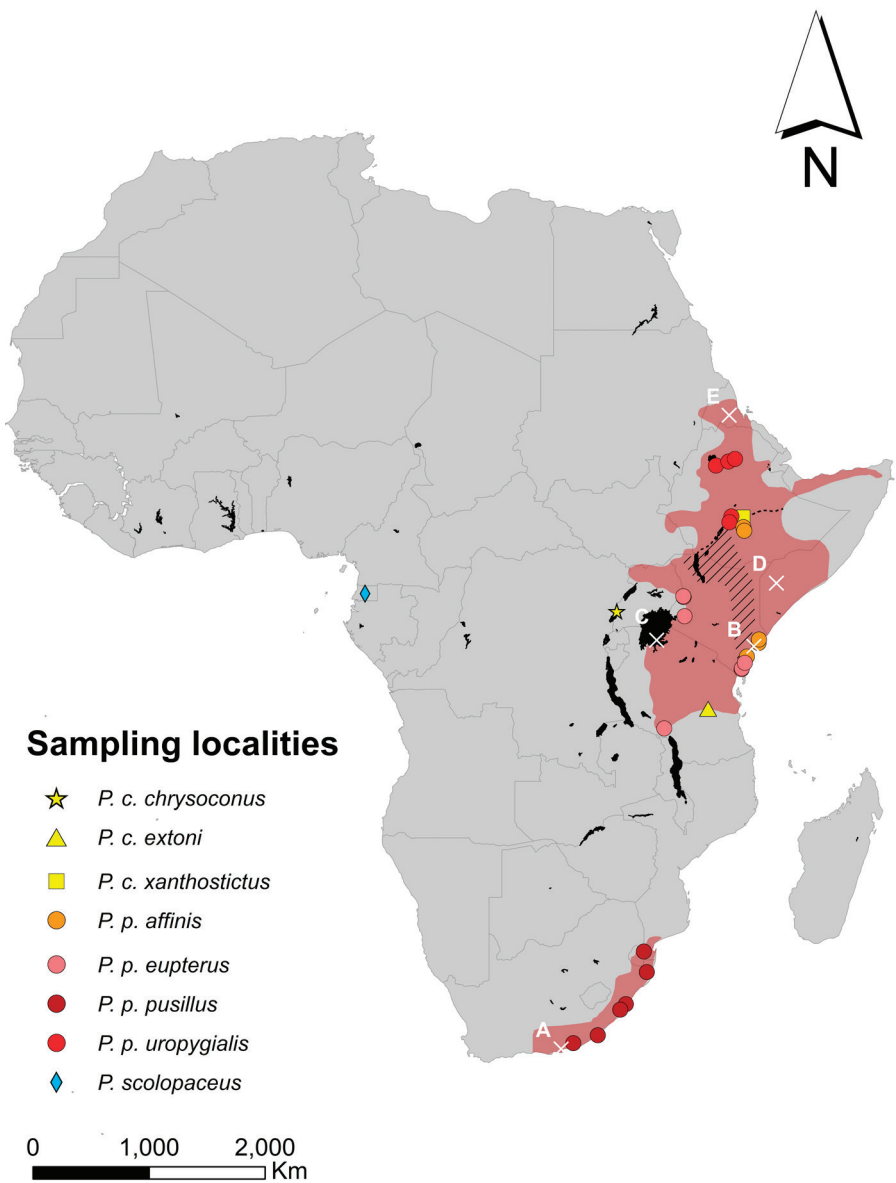 N
E
D
C
B
Sampling localities
P. c. chrysoconus
P. c. extoni
P. c. xanthostictus
P. p. affinis
P. p. eupterus
P. p. pusillus
P. p. uropygialis
P. scolopaceus
A
0 1,000 2,000
Km